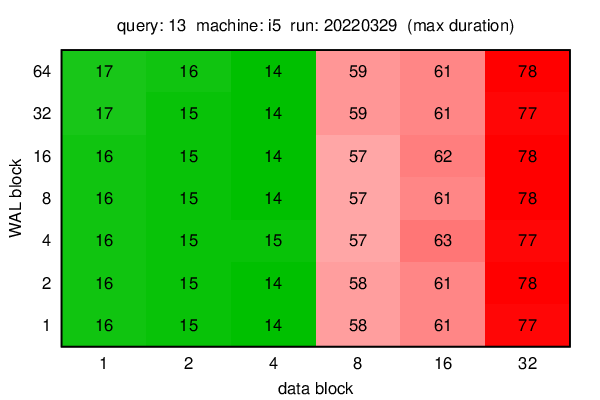 query: 13  machine: i5  run: 20220329  (max duration)
64 17 16 14 59 61 78
32 17 15 14 59 61 77
16 16 15 14 57 62 78
8 16 15 14 57 61 78
4 16 15 15 57 63 77
2 16 15 14 58 61 78
1 16 15 14 58 61 77
WAL block
1 2 4 8 16 32
data block